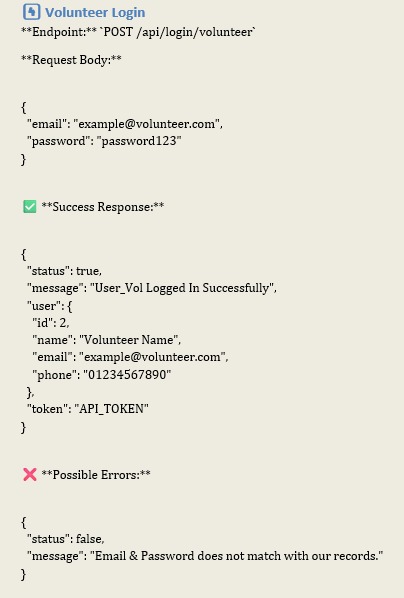 Volunteer Login
**Endpoint:** `POST /api/login/volunteer`
**Request Body:**
{
  "email": "example@volunteer.com",
  "password": "password123"
}
✅ **Success Response:**
{
  "status": true,
  "message": "User_Vol Logged In Successfully",
  "user": {
    "id": 2,
    "name": "Volunteer Name",
    "email": "example@volunteer.com",
    "phone": "01234567890"
  },
  "token": "API_TOKEN"
}
❌ **Possible Errors:**
{
  "status": false,
  "message": "Email & Password does not match with our records."
}